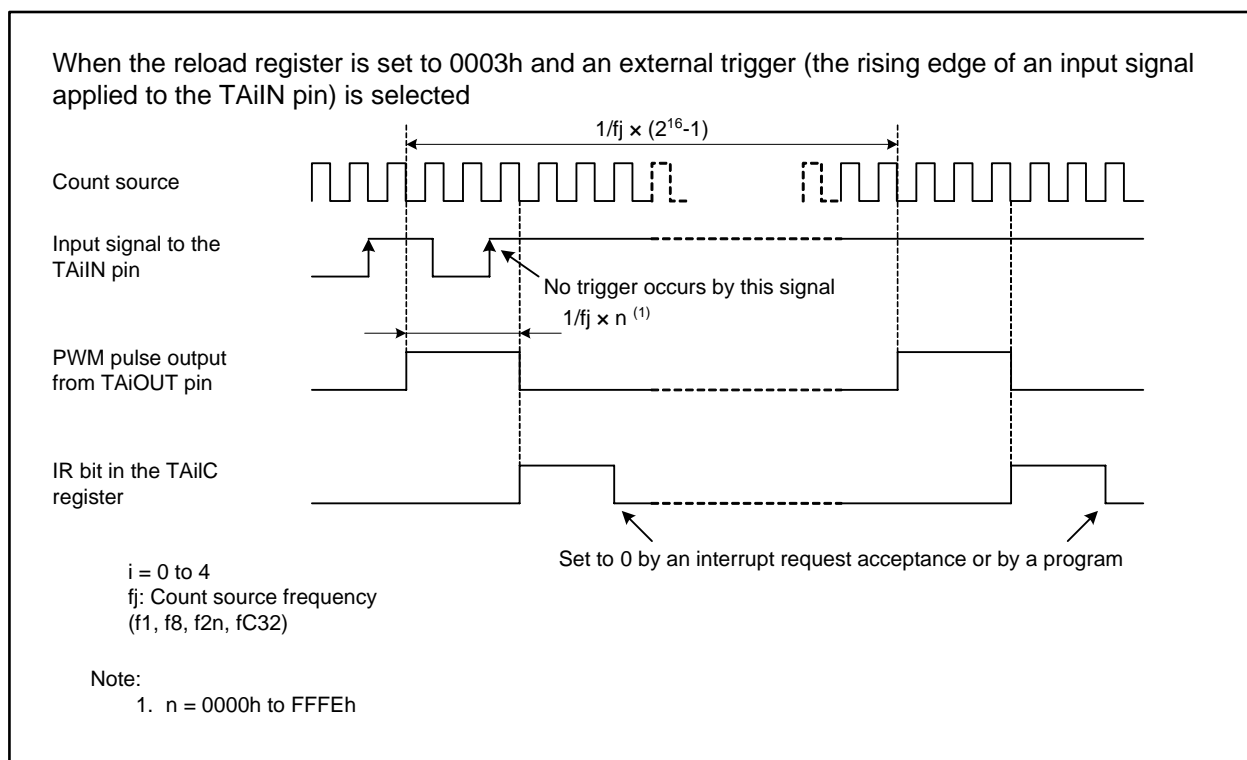 When the reload register is set to 0003h and an external trigger (the rising edge of an input signal
applied to the TAiIN pin) is selected
1/fj × (2¹⁶-1)
Count source
Input signal to the
TAiIN pin
No trigger occurs by this signal
1/fj × n ⁽¹⁾
PWM pulse output
from TAiOUT pin
IR bit in the TAiIC
register
Set to 0 by an interrupt request acceptance or by a program
i = 0 to 4
fj: Count source frequency
(f1, f8, f2n, fC32)
Note:
1. n = 0000h to FFFEh